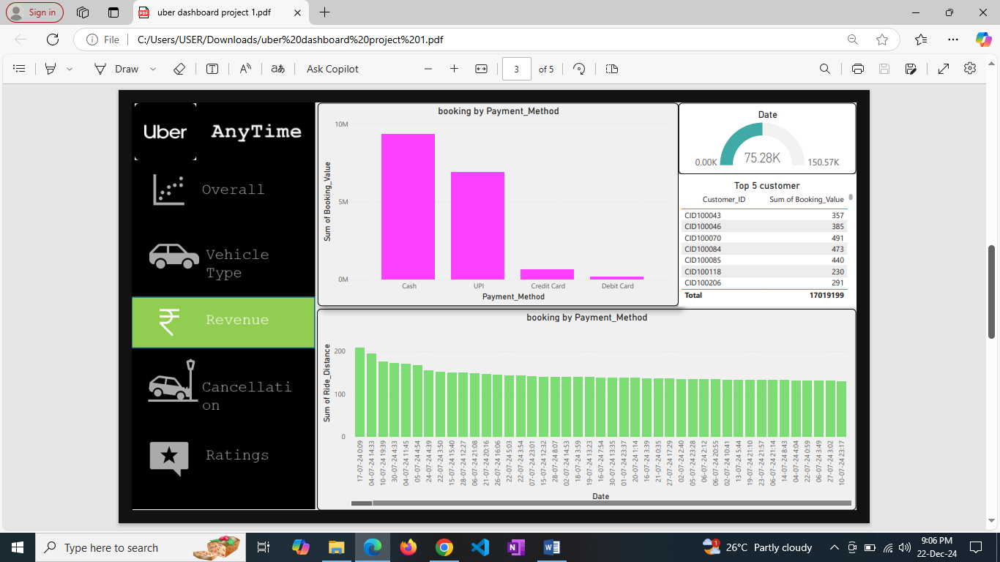 Sign in
uber dashboard project 1.pdf
File
C:/Users/USER/Downloads/uber%20dashboard%20project%201.pdf
Draw
Ask Copilot
3 of 5
Uber
AnyTime
Overall
Vehicle
Type
Revenue
Cancellati
on
Ratings
booking by Payment_Method
Sum of Booking_Value
10M
5M
0M
Cash UPI Credit Card Debit Card
Payment_Method
Date
75.28K
0.00K 150.57K
Top 5 customer
Customer_ID Sum of Booking_Value
CID100043 357
CID100046 385
CID100070 491
CID100084 473
CID100085 440
CID100118 230
CID100206 291
Total 17019199
booking by Payment_Method
Sum of Ride_Distance
200
100
0
17-07-24 0:09
04-07-24 14:33
10-07-24 19:39
30-07-24 4:33
04-07-24 11:45
05-07-24 4:54
24-07-24 4:39
22-07-24 3:50
15-07-24 15:40
28-07-24 12:27
06-07-24 21:08
21-07-24 20:16
26-07-24 16:06
22-07-24 5:03
22-07-24 3:54
07-07-24 23:01
15-07-24 12:32
28-07-24 8:07
02-07-24 14:53
18-07-24 3:59
19-07-24 13:23
16-07-24 7:54
30-07-24 13:35
01-07-24 23:37
20-07-24 1:14
16-07-24 3:39
21-07-24 0:35
27-07-24 17:29
02-07-24 2:40
05-07-24 23:28
06-07-24 2:12
06-07-24 20:55
02-07-24 10:41
13-07-24 5:44
19-07-24 21:10
23-07-24 21:57
06-07-24 21:14
14-07-24 8:43
04-07-24 4:04
22-07-24 0:59
06-07-24 3:49
27-07-24 3:02
10-07-24 23:17
Date
Type here to search
1
26°C Partly cloudy
9:06 PM
22-Dec-24